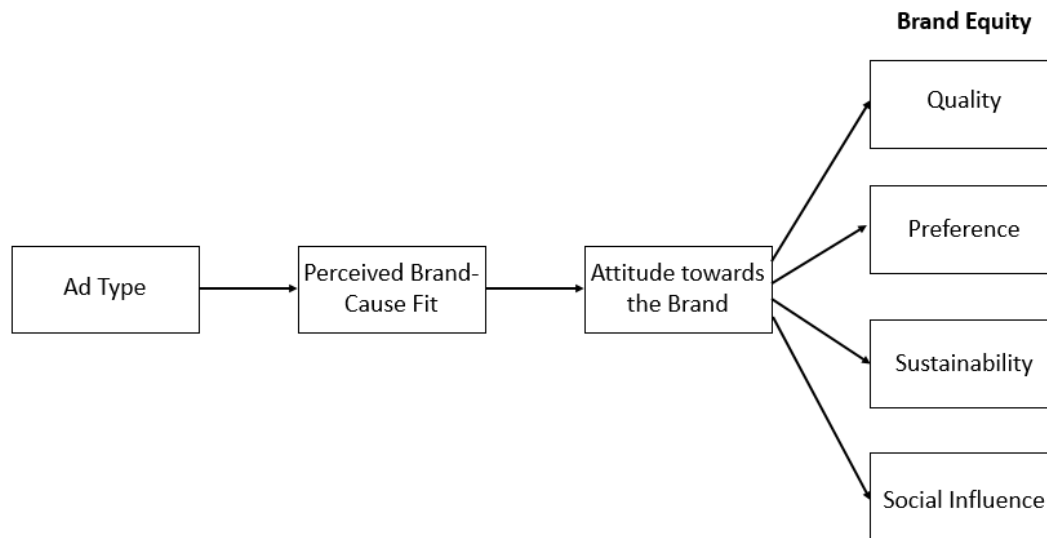 Brand Equity
Quality
Preference
Ad Type
Perceived Brand-
Cause Fit
Attitude towards
the Brand
Sustainability
Social Influence